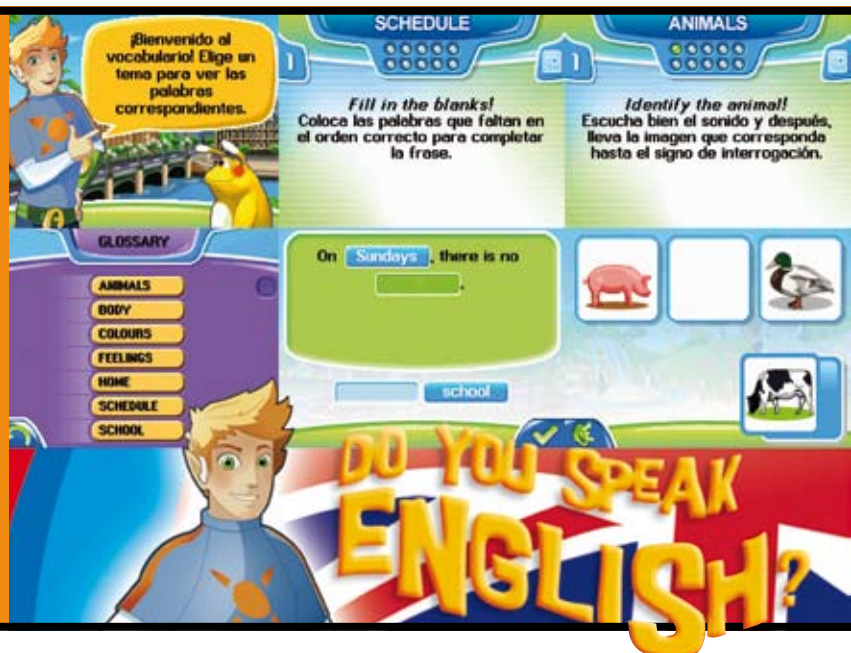 ¡Bienvenido al
vocabulario! Elige un
tema para ver las
palabras
correspondientes.
SCHEDULE
1
Fill in the blanks!
Coloca las palabras que faltan en
el orden correcto para completar
la frase.
ANIMALS
1
Identify the animal!
Escucha bien el sonido y después,
lleva la imagen que corresponda
hasta el signo de interrogación.
GLOSSARY
ANIMALS
BODY
COLOURS
FEELINGS
HOME
SCHEDULE
SCHOOL
On Sundays, there is no
.
school
DO YOU SPEAK
ENGLISH?